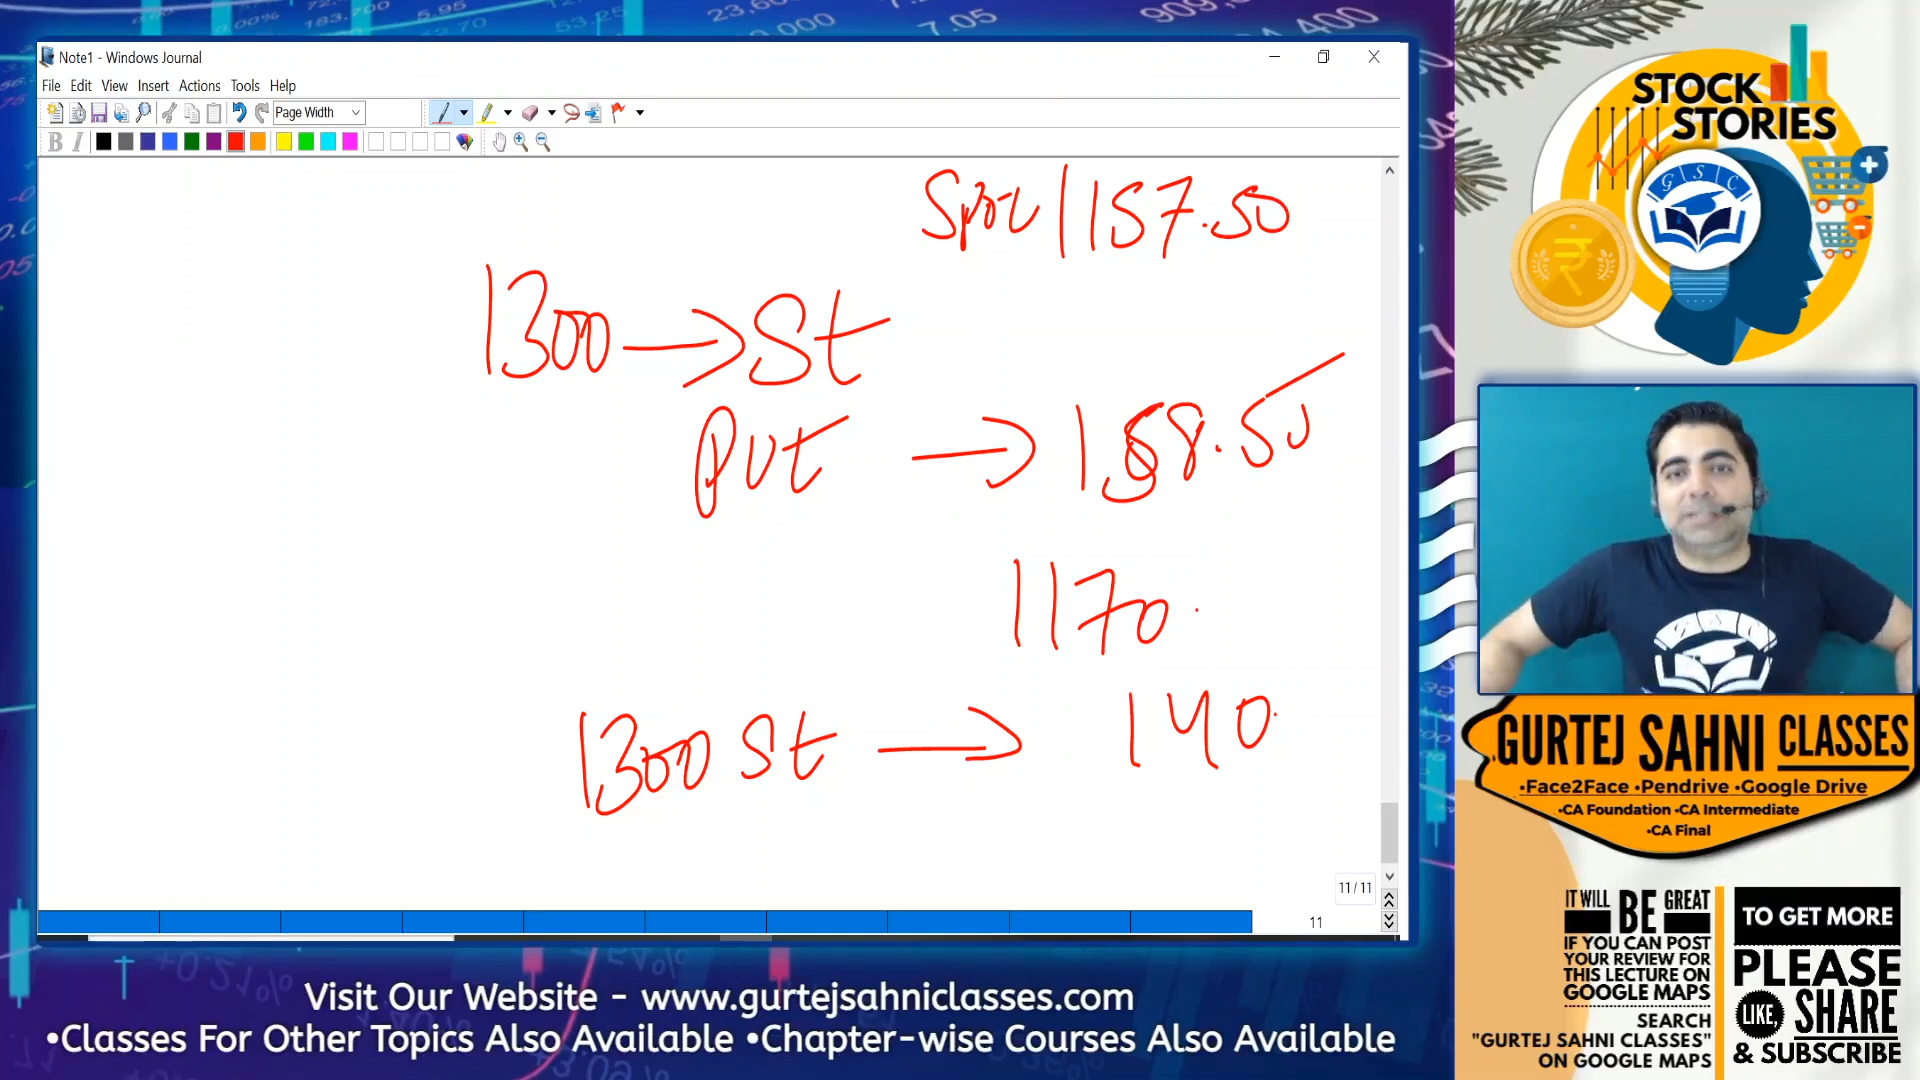 Note1 - Windows Journal
File Edit View Insert Actions Tools Help
Page Width
Spot 1157.50
1300 → St
Put → 158.50
1170
1300 St → 140
11 / 11
11
STOCK
STORIES
G S C
GURTEJ SAHNI CLASSES
•Face2Face •Pendrive •Google Drive
•CA Foundation •CA Intermediate
•CA Final
IT WILL BE GREAT
IF YOU CAN POST
YOUR REVIEW FOR
THIS LECTURE ON
GOOGLE MAPS
SEARCH
"GURTEJ SAHNI CLASSES"
ON GOOGLE MAPS
TO GET MORE
PLEASE
LIKE, SHARE
& SUBSCRIBE
Visit Our Website - www.gurtejsahniclasses.com
•Classes For Other Topics Also Available •Chapter-wise Courses Also Available